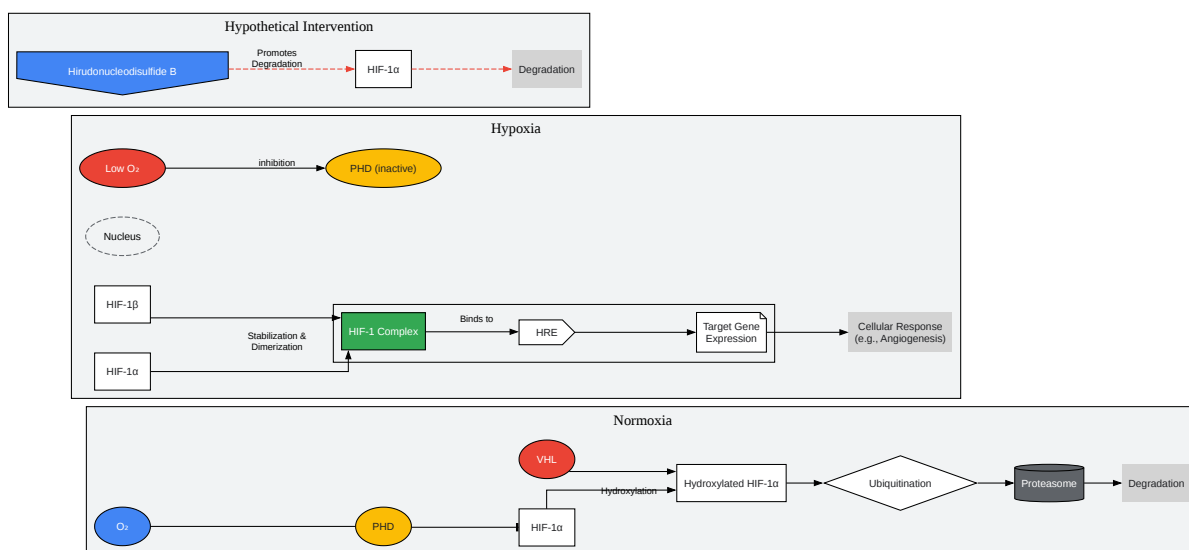 Hypothetical Intervention
Hirudonucleodisulfide B
Promotes
Degradation
HIF-1α
Degradation
Hypoxia
Low O₂
inhibition
PHD (inactive)
Nucleus
HIF-1β
Stabilization &
Dimerization
HIF-1α
HIF-1 Complex
Binds to
HRE
Target Gene
Expression
Cellular Response
(e.g., Angiogenesis)
Normoxia
VHL
Hydroxylation
Hydroxylated HIF-1α
Ubiquitination
Proteasome
Degradation
O₂
PHD
HIF-1α